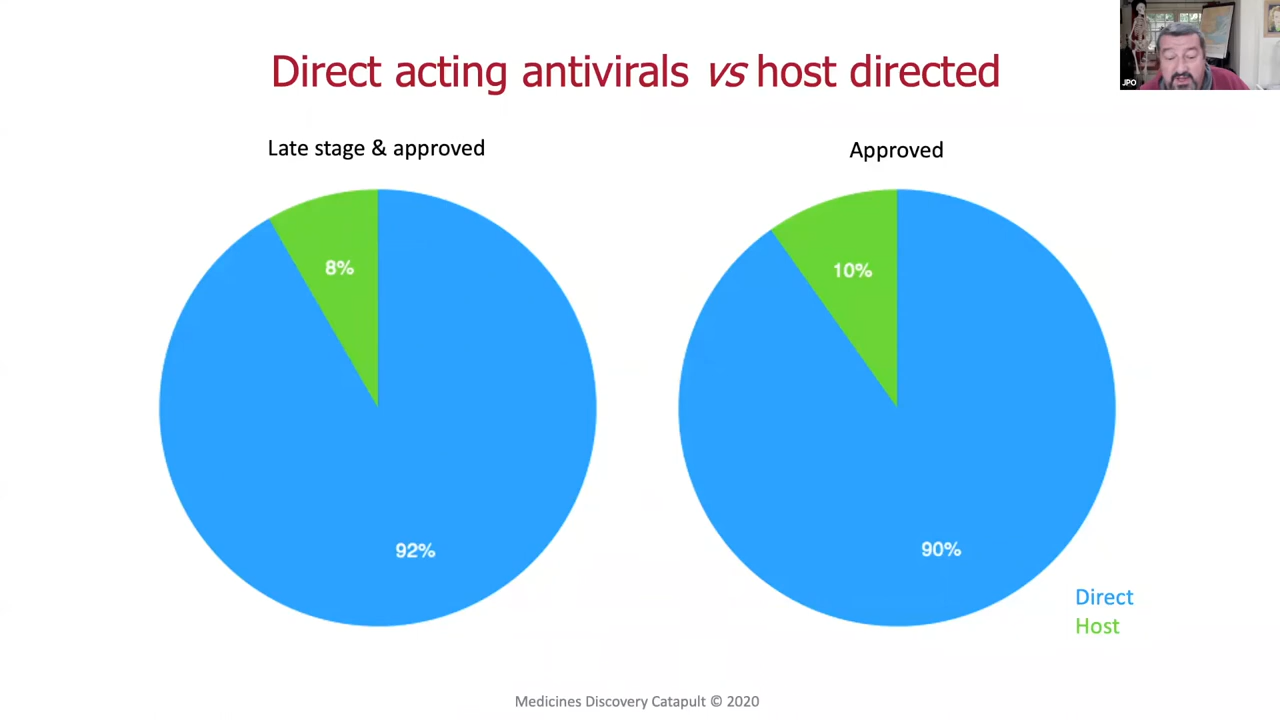 Direct acting antivirals vs host directed
JPO
Late stage & approved
Approved
8%
10%
92%
90%
Direct
Host
Medicines Discovery Catapult © 2020